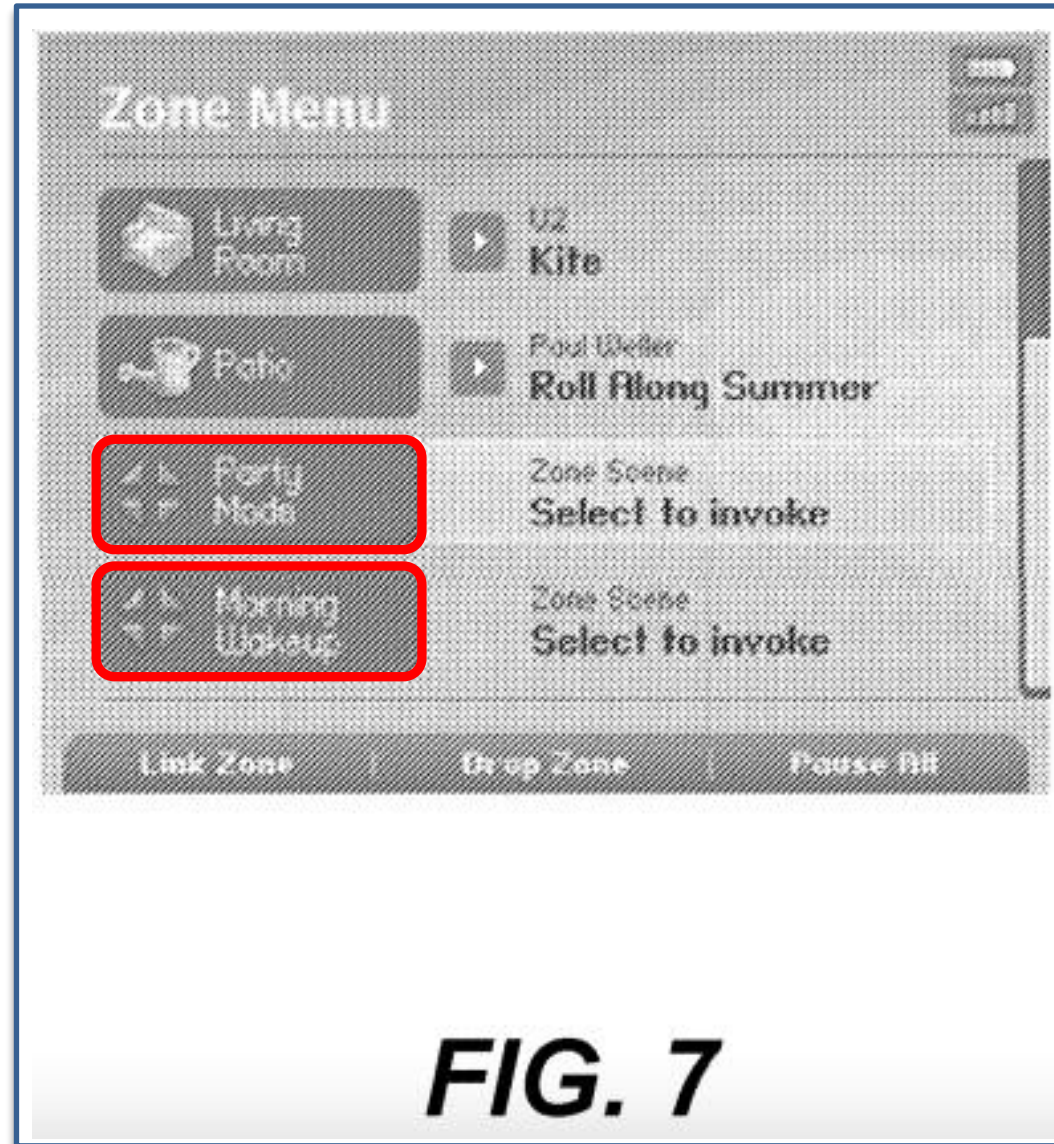 Zone Menu
Living
Room
U2
Kite
Patio
Paul Weller
Roll Along Summer
Party
Mode
Zone Scene
Select to invoke
Morning
Wakeup
Zone Scene
Select to invoke
Link Zone
Drop Zone
Pause All
FIG. 7